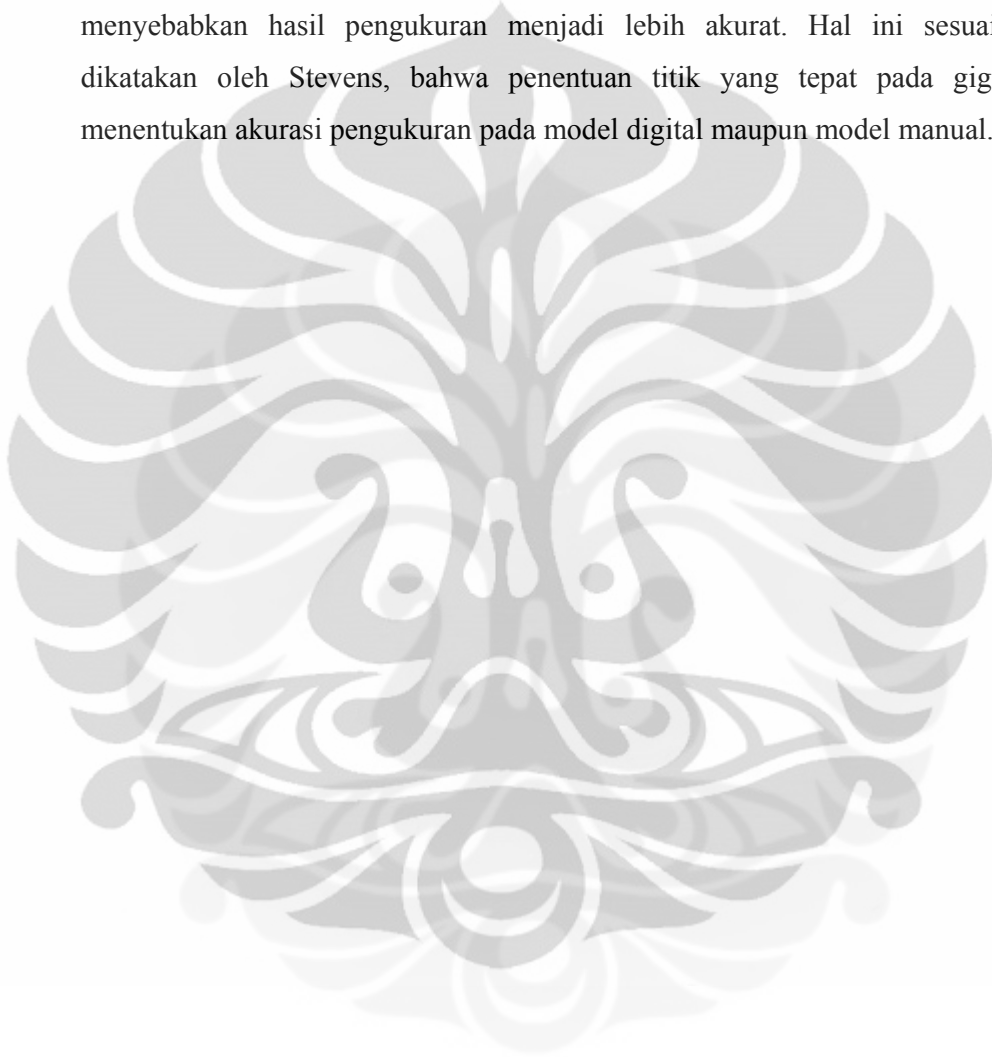 menyebabkan hasil pengukuran menjadi lebih akurat. Hal ini sesuai
dikatakan oleh Stevens, bahwa penentuan titik yang tepat pada gig
menentukan akurasi pengukuran pada model digital maupun model manual.